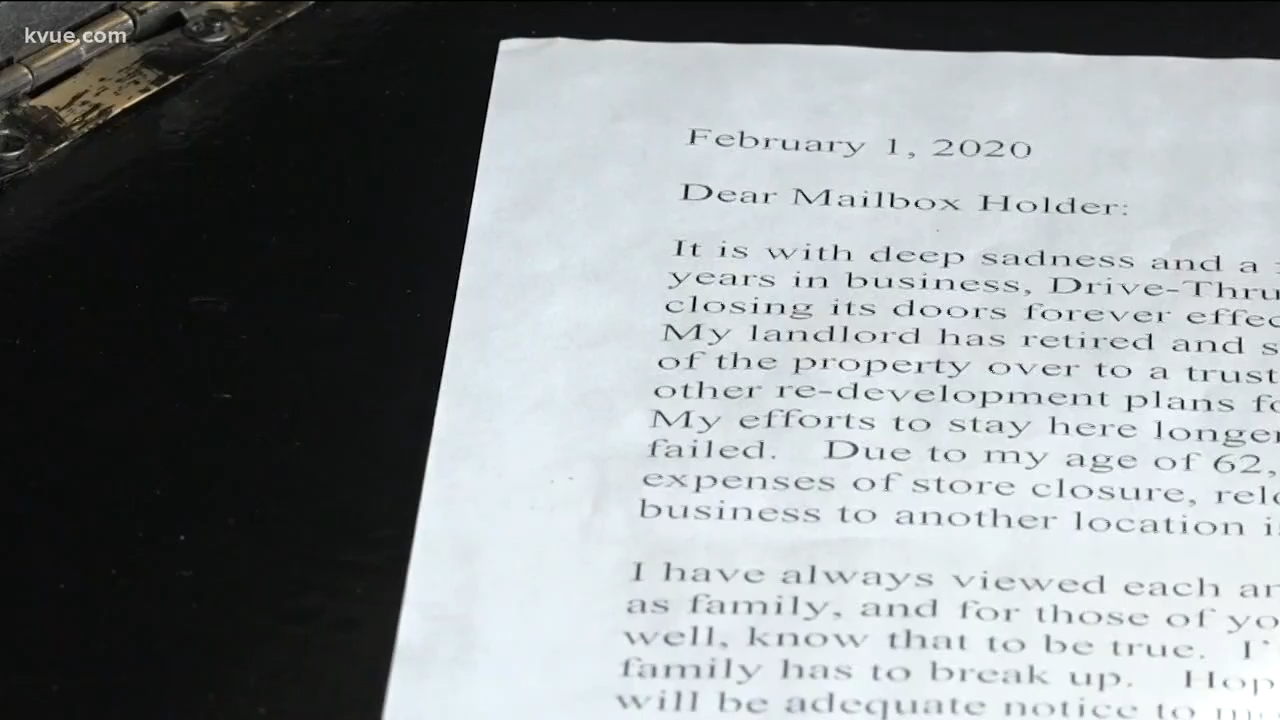 kvue.com
February 1, 2020
Dear Mailbox Holder:
It is with deep sadness and a
years in business, Drive-Thru
closing its doors forever
My landlord has retired and
of the property over to a trust
other re-development plans
My efforts to stay here longer
failed. Due to my age of 62,
expenses of store closure,
business to another location
I have always viewed each
as family, and for those of
well, know that to be true.
family has to break up.
will be adequate notice to